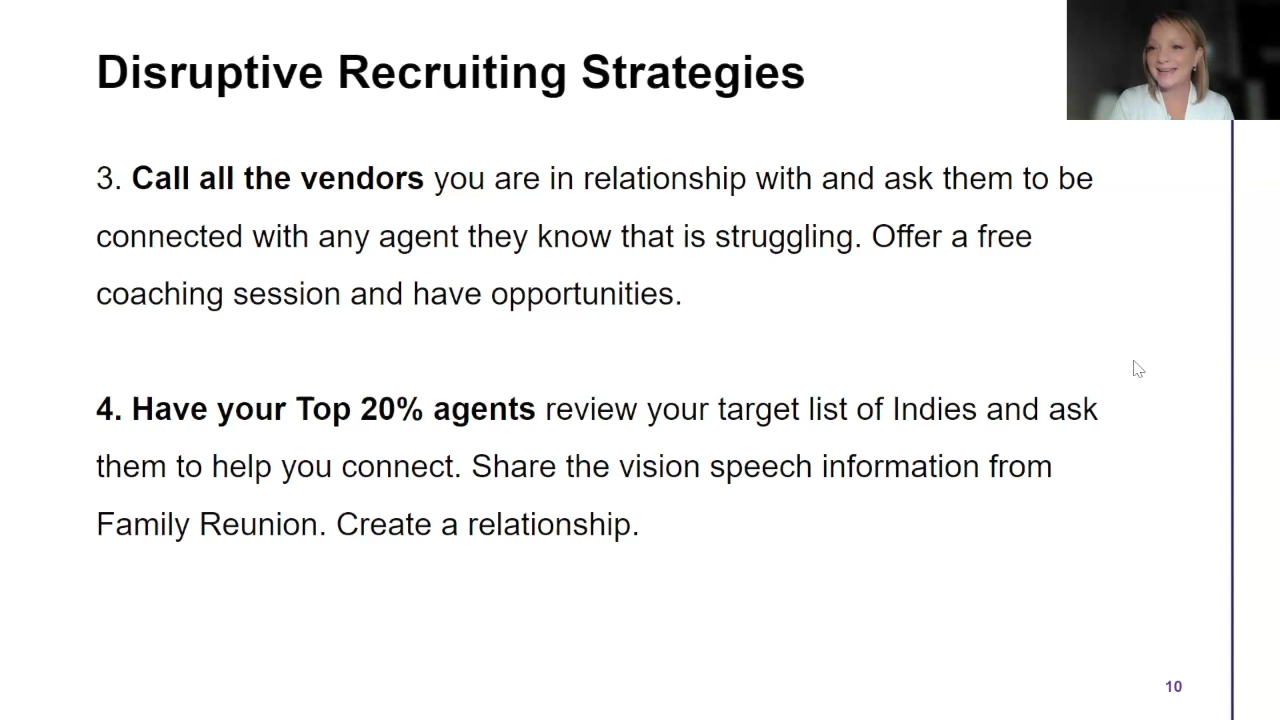 Disruptive Recruiting Strategies
3. Call all the vendors you are in relationship with and ask them to be
connected with any agent they know that is struggling. Offer a free
coaching session and have opportunities.
4. Have your Top 20% agents review your target list of Indies and ask
them to help you connect. Share the vision speech information from
Family Reunion. Create a relationship.
10